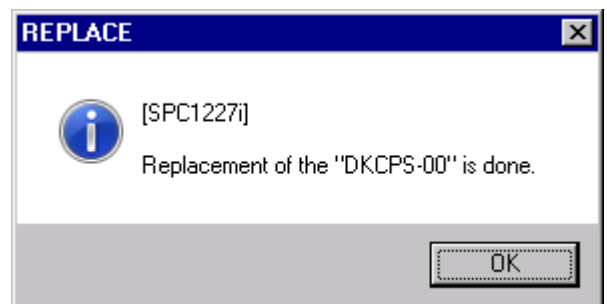 REPLACE
[SPC1227i]
Replacement of the "DKCPS-00" is done.
OK